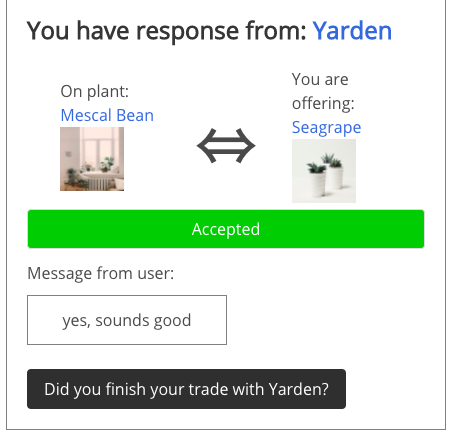 You have response from: Yarden
On plant:
Mescal Bean
You are
offering:
Seagrape
Accepted
Message from user:
yes, sounds good
Did you finish your trade with Yarden?